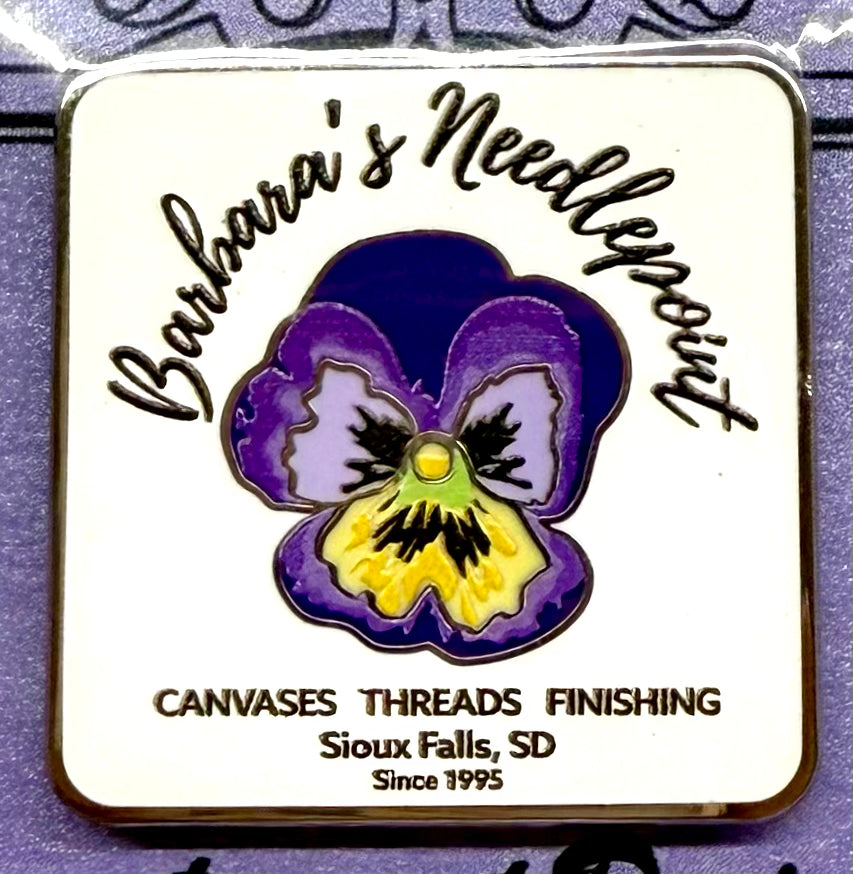 Barbara's Needlepoint
CANVASES THREADS FINISHING
Sioux Falls, SD
Since 1995